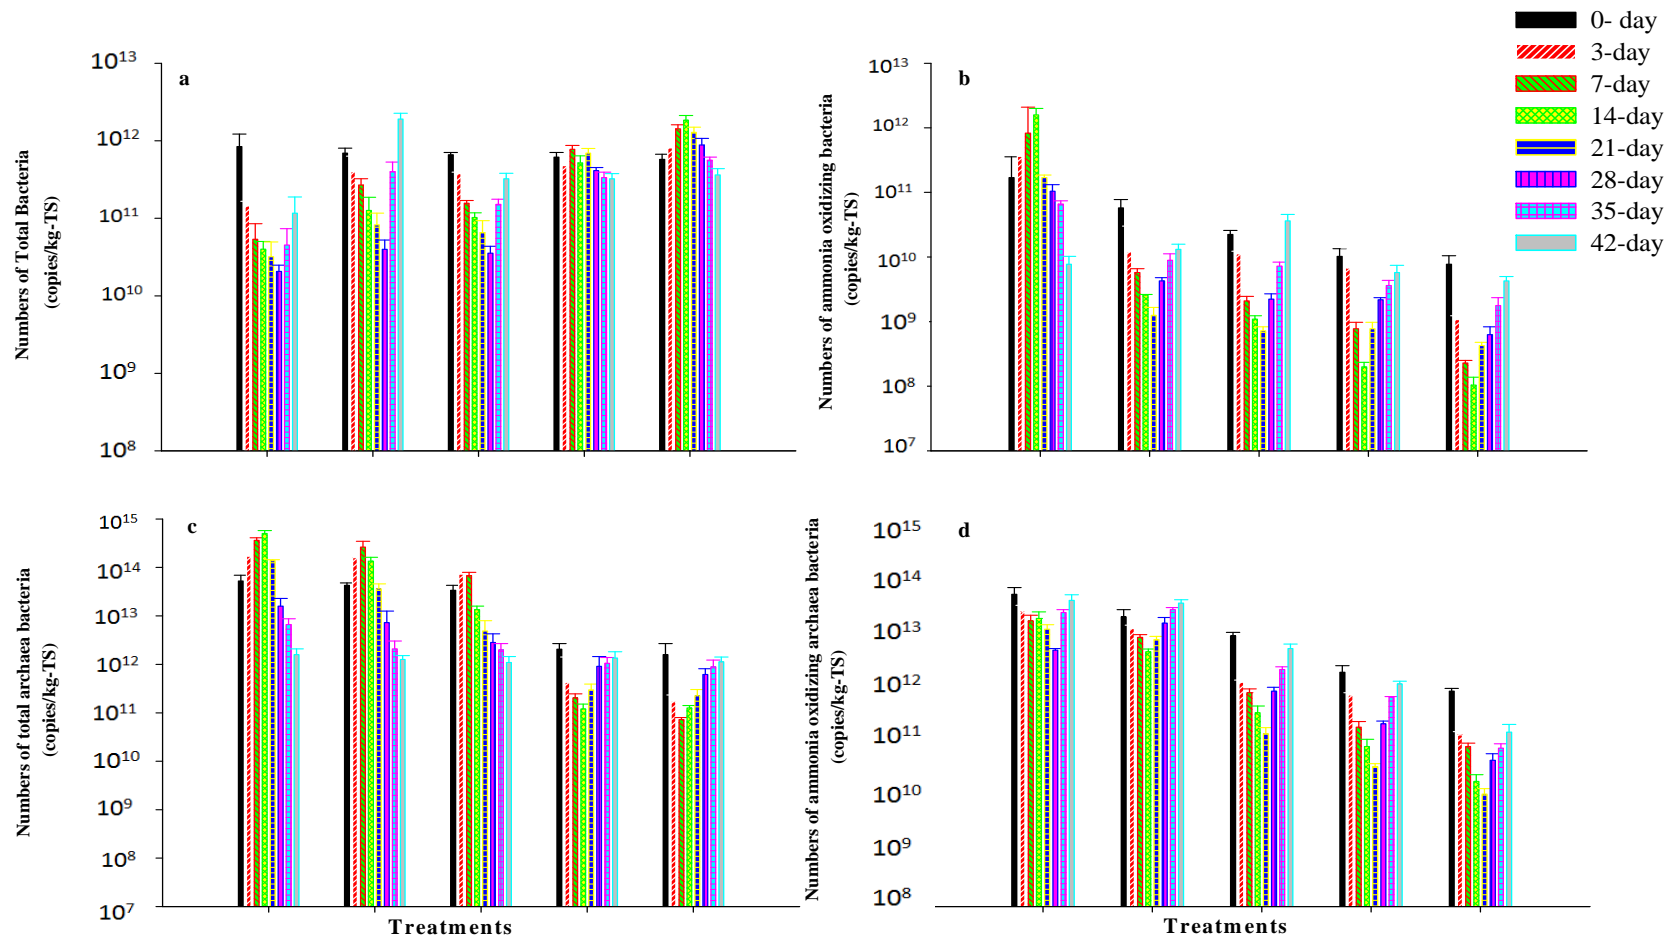 0- day
3-day
7-day
14-day
21-day
28-day
35-day
42-day
a
Numbers of Total Bacteria
(copies/kg-TS)
10¹³
10¹²
10¹¹
10¹⁰
10⁹
10⁸
b
Numbers of ammonia oxidizing bacteria
(copies/kg-TS)
10¹³
10¹²
10¹¹
10¹⁰
10⁹
10⁸
10⁷
c
Numbers of total archaea bacteria
(copies/kg-TS)
10¹⁵
10¹⁴
10¹³
10¹²
10¹¹
10¹⁰
10⁹
10⁸
10⁷
Treatments
d
Numbers of ammonia oxidizing archaea bacteria
(copies/kg-TS)
10¹⁵
10¹⁴
10¹³
10¹²
10¹¹
10¹⁰
10⁹
10⁸
Treatments